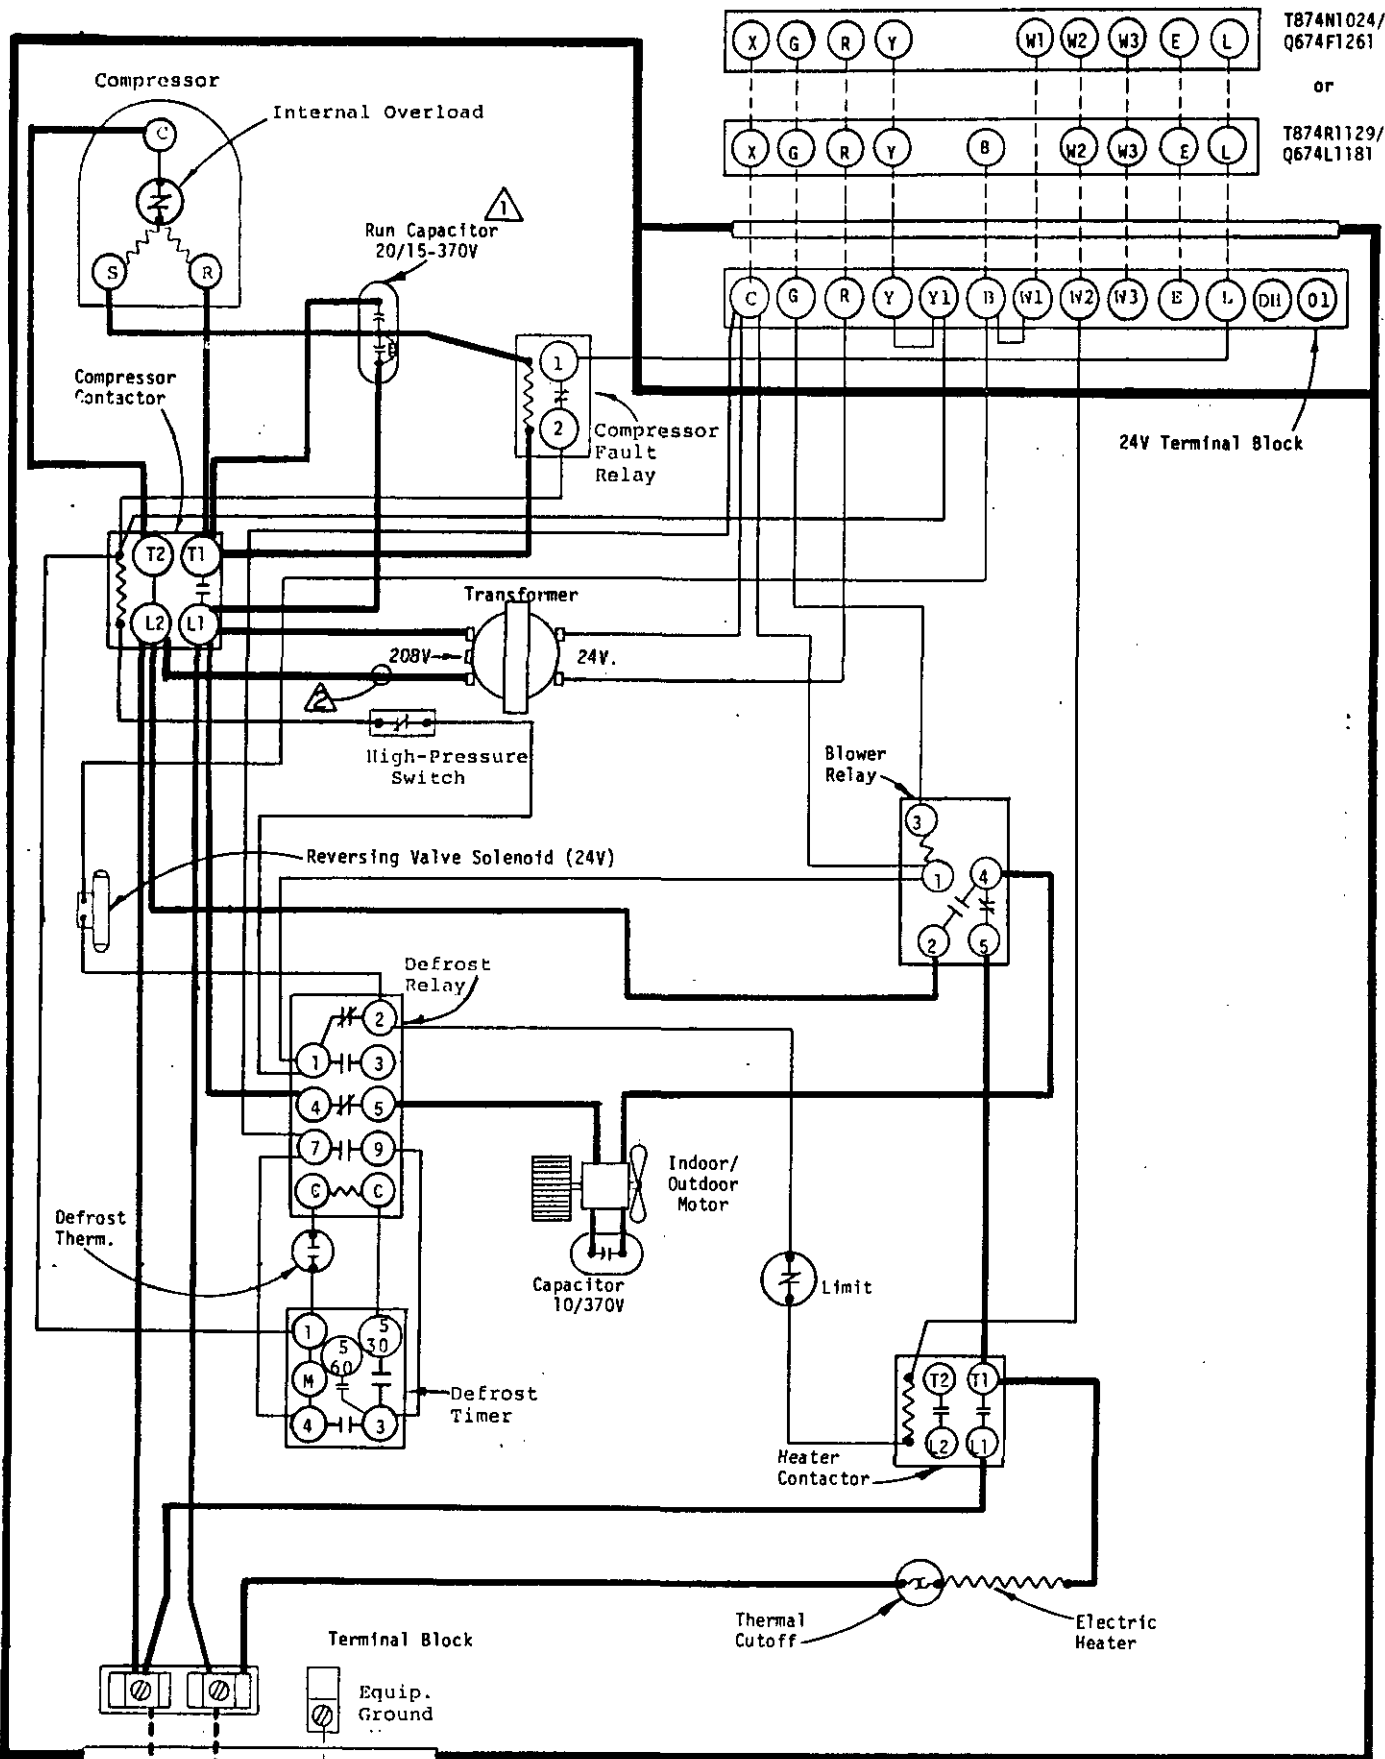 X G R Y W1 W2 W3 E L
T874N1024/
Q674F1261
or
X G R Y B W2 W3 E L
T874R1129/
Q674L1181
Compressor
Internal Overload
C
S R
1
Run Capacitor
20/15-370V
C G R Y Y1 B W1 W2 W3 E L DH O1
24V Terminal Block
Compressor
Contactor
1
2
Compressor
Fault
Relay
T2 T1
L2 L1
Transformer
208V
24V.
2
High-Pressure
Switch
Blower
Relay
3
1 4
2 5
Reversing Valve Solenoid (24V)
Defrost
Relay
2
1 3
4 5
7 9
C C
Indoor/
Outdoor
Motor
Defrost
Therm.
Capacitor
10/370V
Limit
1
5
60
5
30
M
4 3
Defrost
Timer
T2 T1
L2 L1
Heater
Contactor
Thermal
Cutoff
Electric
Heater
Terminal Block
Equip.
Ground